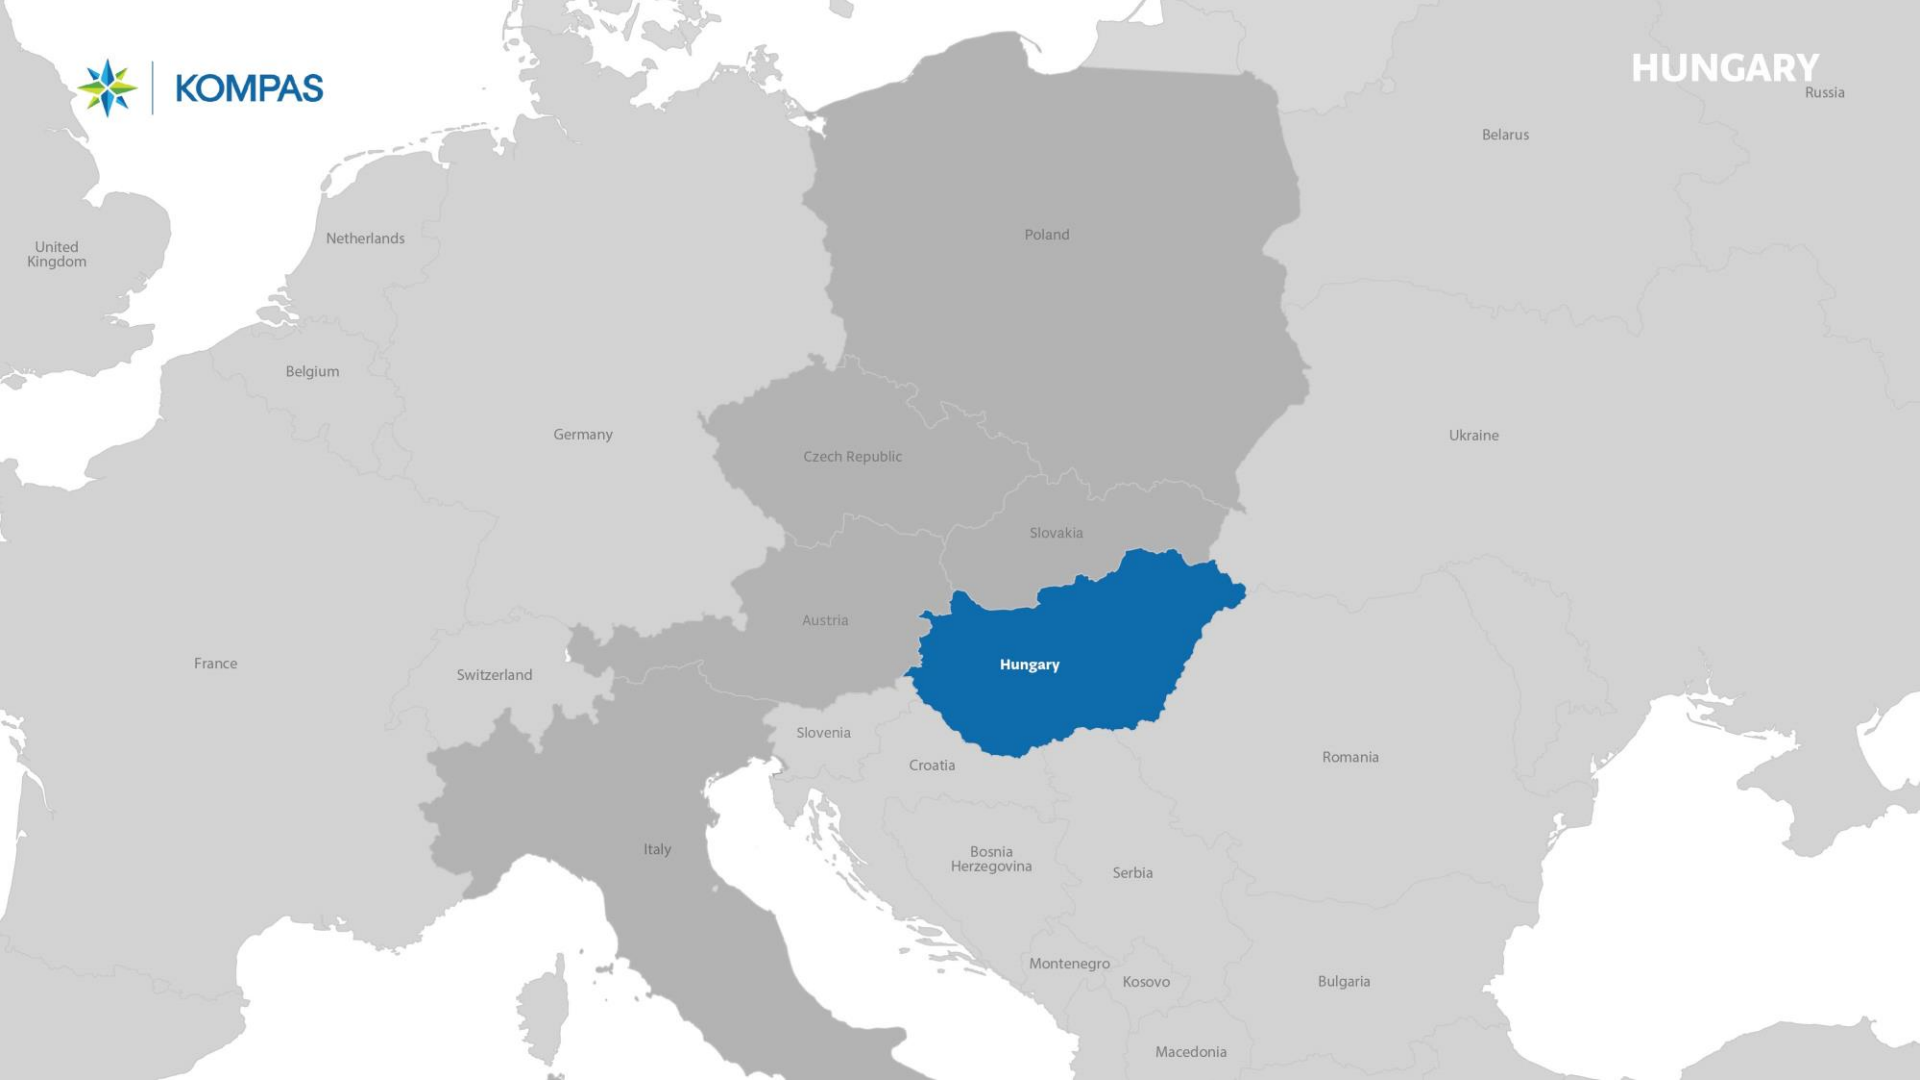 KOMPAS
HUNGARY
Russia
Belarus
Poland
Netherlands
United
Kingdom
Belgium
Germany
Ukraine
Czech Republic
Slovakia
Austria
France
Hungary
Switzerland
Slovenia
Romania
Croatia
Italy
Bosnia
Herzegovina
Serbia
Montenegro
Kosovo
Bulgaria
Macedonia